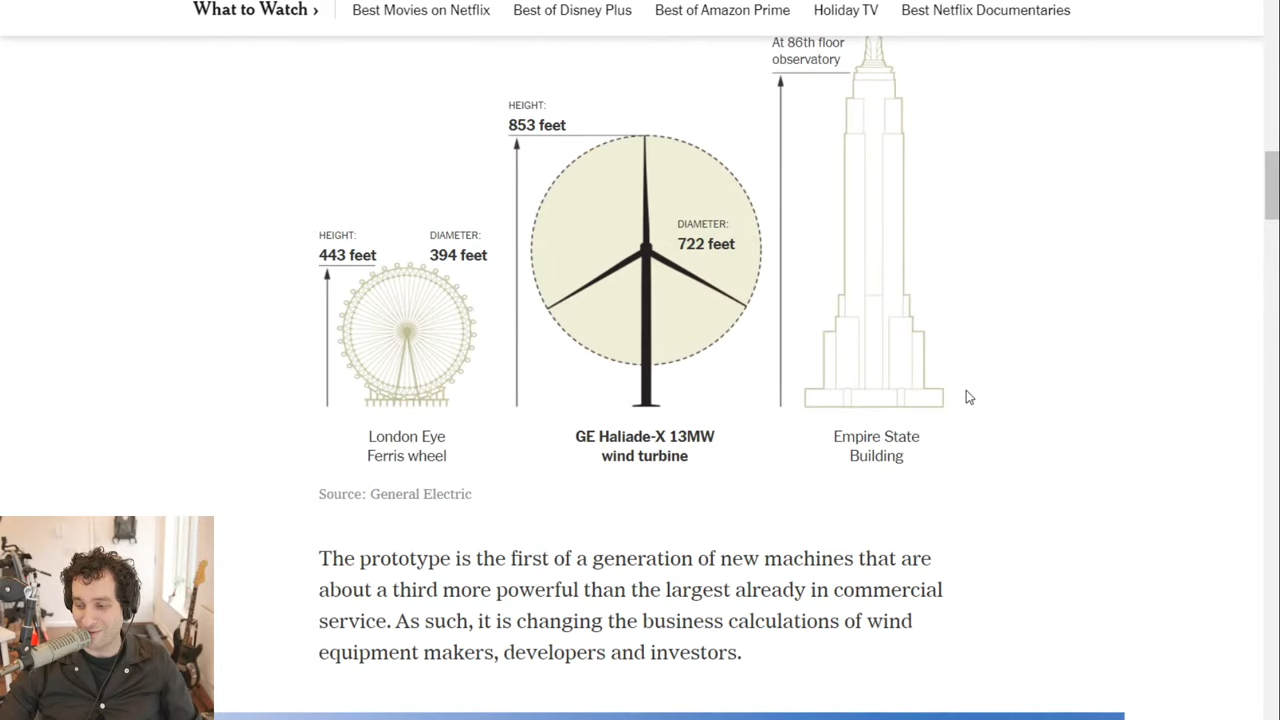 What to Watch ›
Best Movies on Netflix
Best of Disney Plus
Best of Amazon Prime
Holiday TV
Best Netflix Documentaries
At 86th floor
observatory
HEIGHT:
853 feet
DIAMETER:
722 feet
HEIGHT:
443 feet
DIAMETER:
394 feet
London Eye
Ferris wheel
GE Haliade-X 13MW
wind turbine
Empire State
Building
Source: General Electric
The prototype is the first of a generation of new machines that are
about a third more powerful than the largest already in commercial
service. As such, it is changing the business calculations of wind
equipment makers, developers and investors.